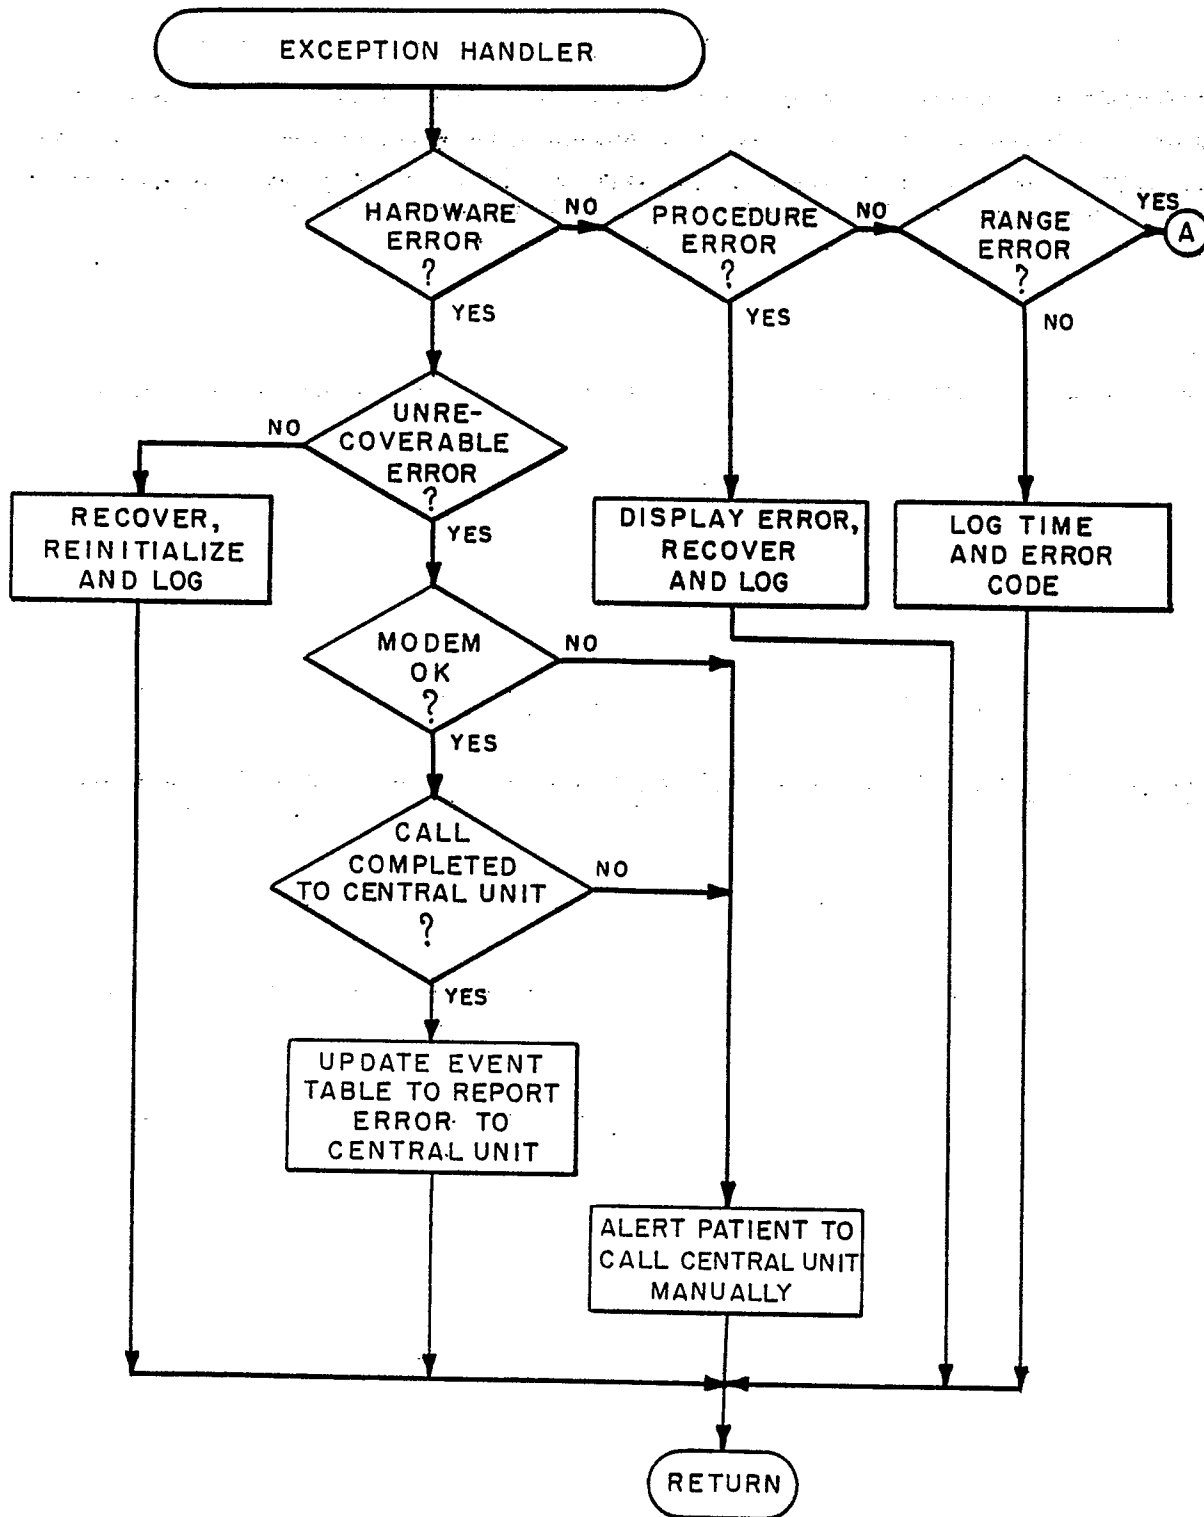 EXCEPTION HANDLER
HARDWARE
ERROR
?
NO
YES
PROCEDURE
ERROR
?
NO
YES
RANGE
ERROR
?
YES
A
NO
UNRE-
COVERABLE
ERROR
?
NO
YES
RECOVER,
REINITIALIZE
AND LOG
DISPLAY ERROR,
RECOVER
AND LOG
LOG TIME
AND ERROR
CODE
MODEM
OK
?
NO
YES
CALL
COMPLETED
TO CENTRAL UNIT
?
NO
YES
UPDATE EVENT
TABLE TO REPORT
ERROR TO
CENTRAL UNIT
ALERT PATIENT TO
CALL CENTRAL UNIT
MANUALLY
RETURN